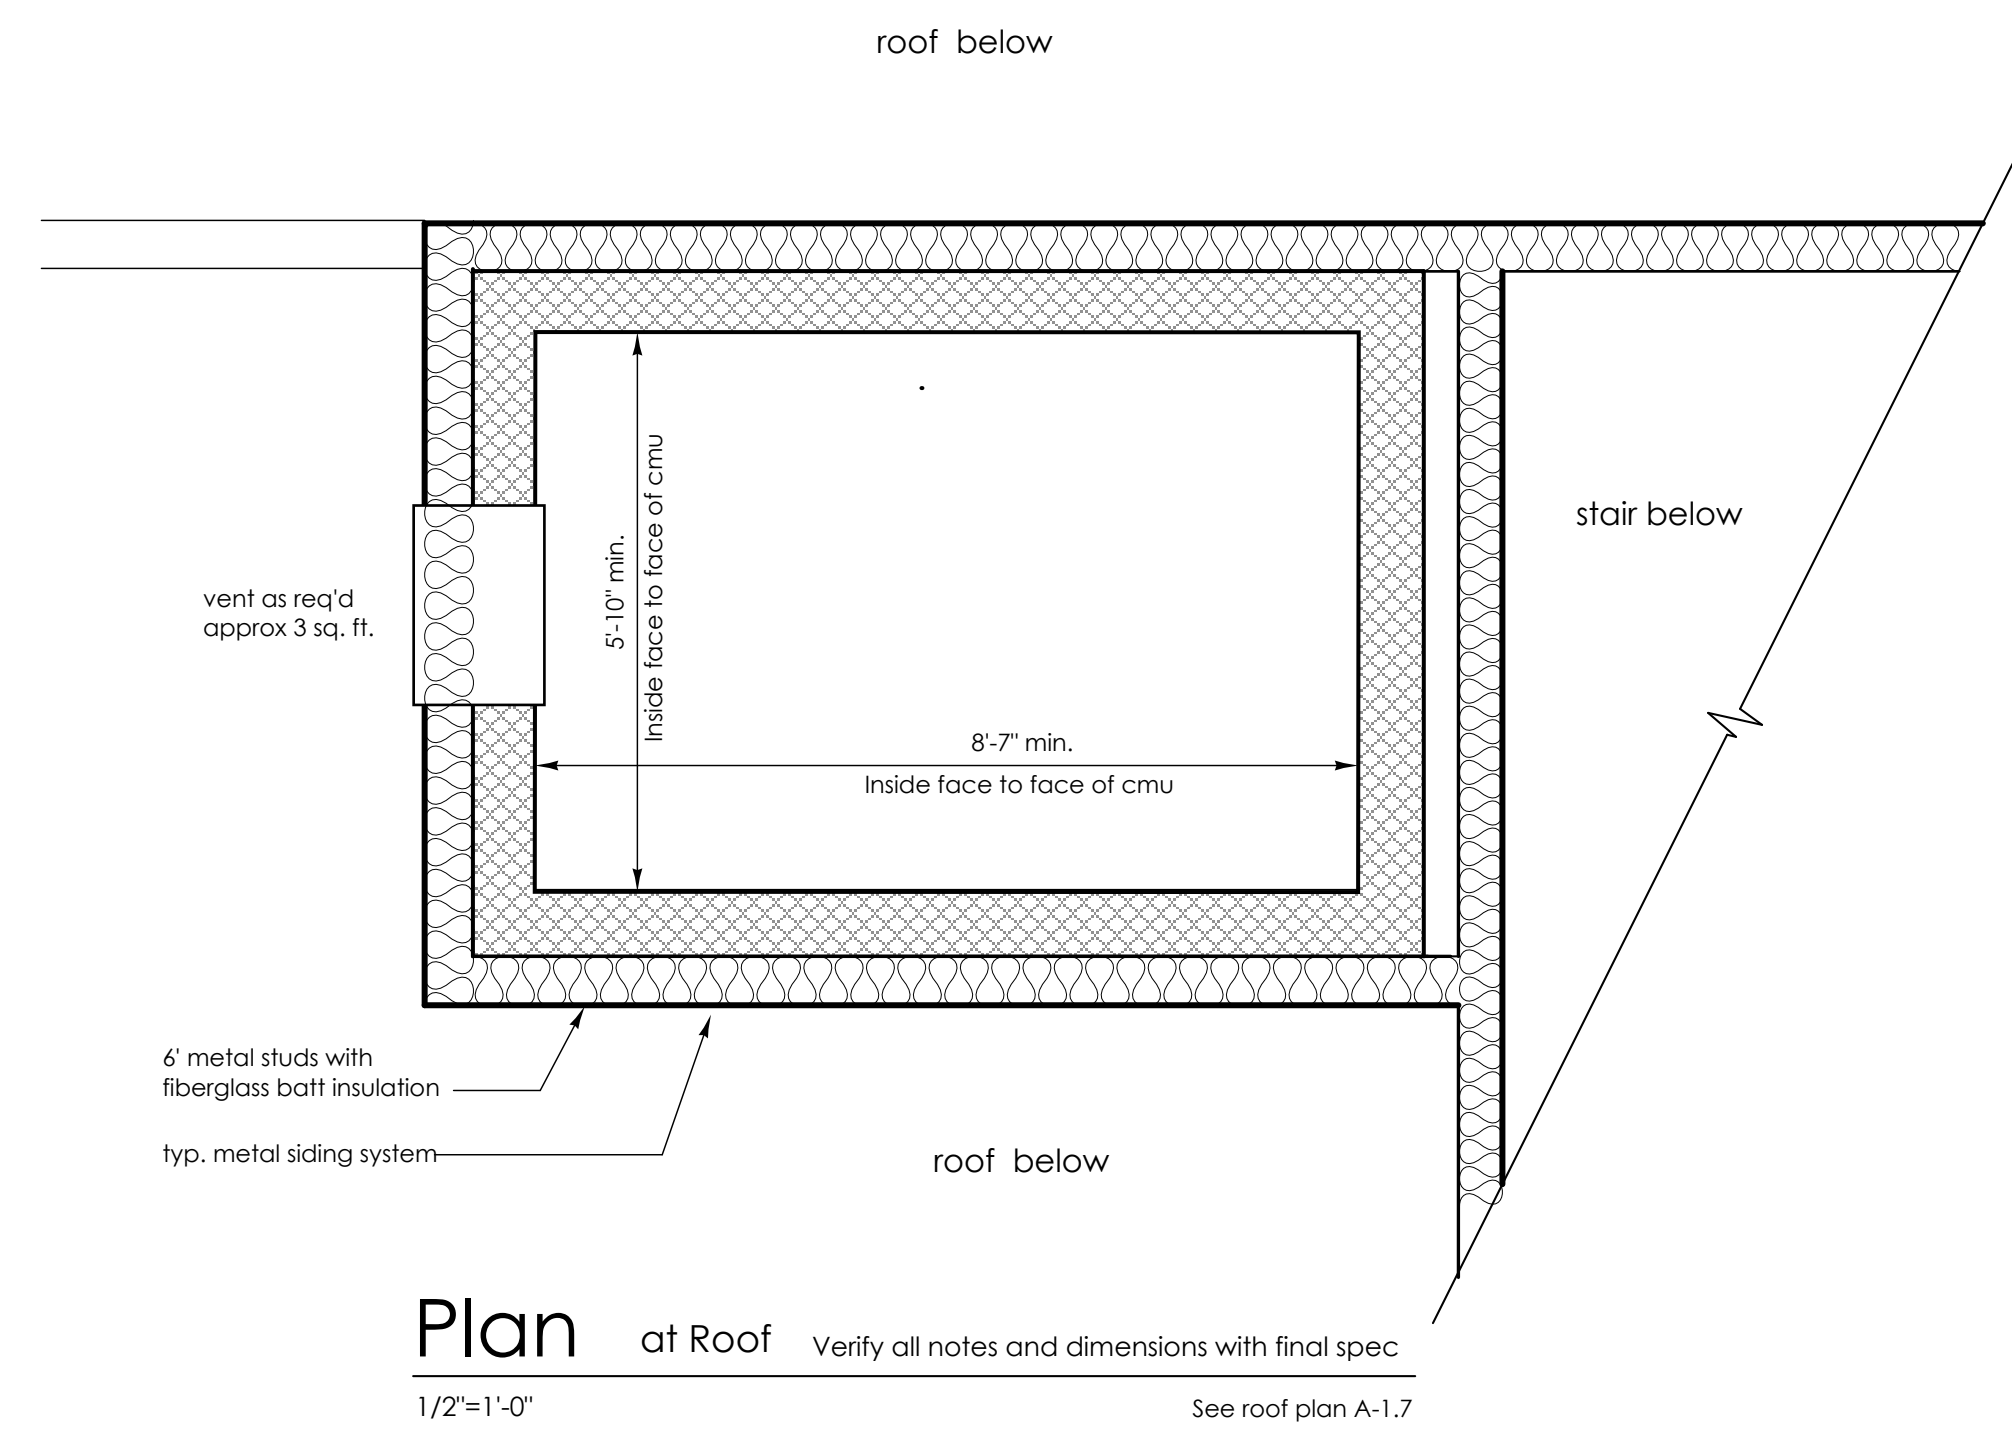 roof below
5'-10" min.
Inside face to face of cmu
stair below
vent as req'd
approx 3 sq. ft.
8'-7" min.
Inside face to face of cmu
6' metal studs with
fiberglass batt insulation
typ. metal siding system
roof below
Plan at Roof Verify all notes and dimensions with final spec
1/2"=1'-0" See roof plan A-1.7